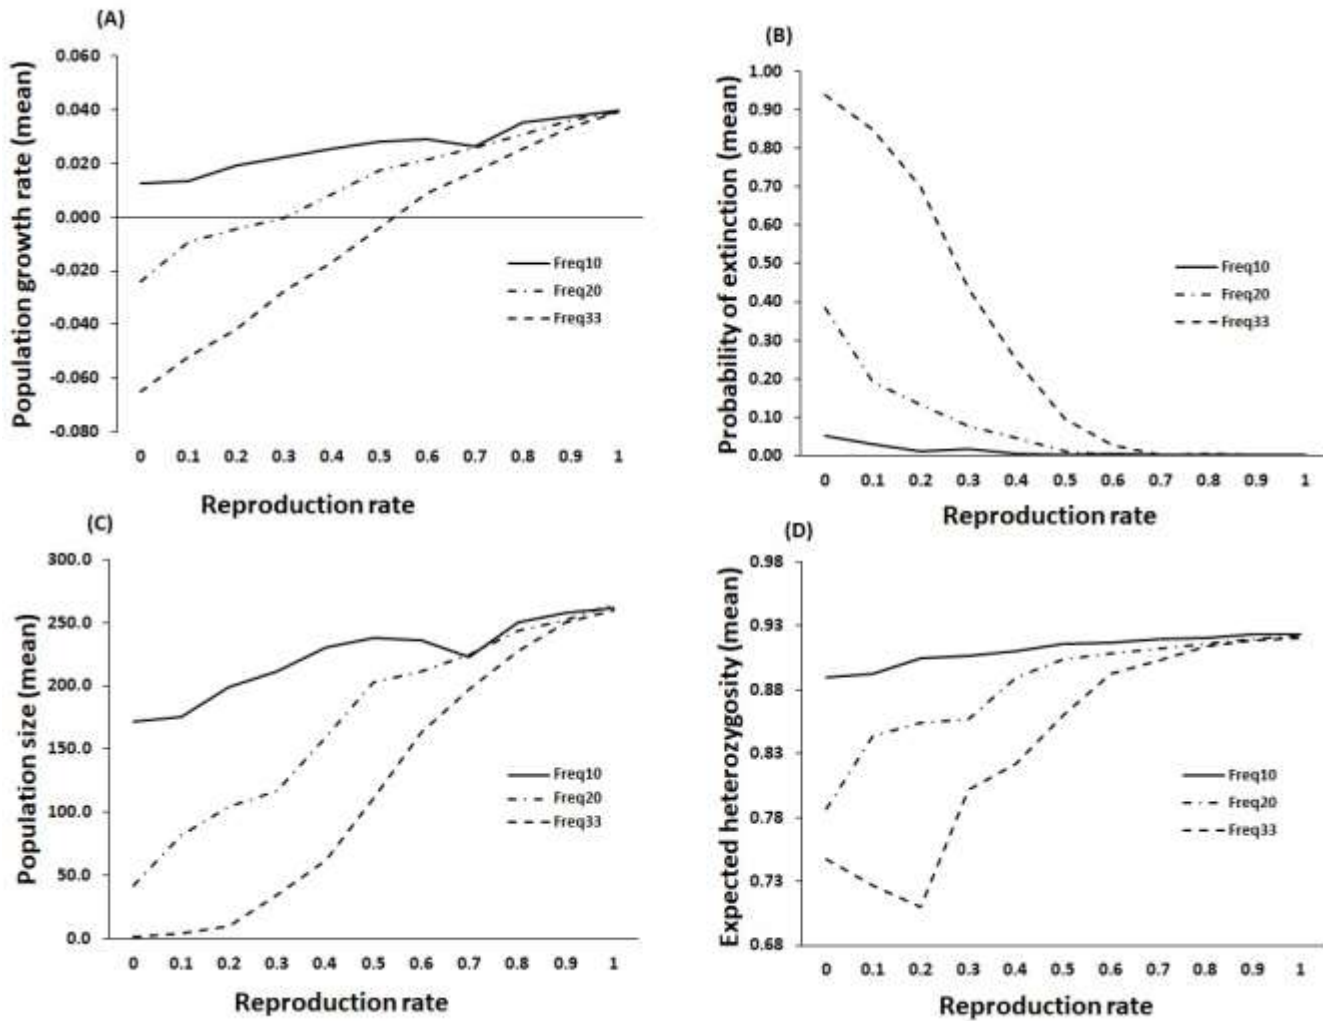 (A)
Population growth rate (mean)
0.060
0.040
0.020
0.000
-0.020
-0.040
-0.060
-0.080
Freq10
Freq20
Freq33
0 0.1 0.2 0.3 0.4 0.5 0.6 0.7 0.8 0.9 1
Reproduction rate
(B)
Probability of extinction (mean)
1.00
0.90
0.80
0.70
0.60
0.50
0.40
0.30
0.20
0.10
0.00
Freq10
Freq20
Freq33
0 0.1 0.2 0.3 0.4 0.5 0.6 0.7 0.8 0.9 1
Reproduction rate
(C)
Population size (mean)
300.0
250.0
200.0
150.0
100.0
50.0
0.0
Freq10
Freq20
Freq33
0 0.1 0.2 0.3 0.4 0.5 0.6 0.7 0.8 0.9 1
Reproduction rate
(D)
Expected heterozygosity (mean)
0.98
0.93
0.88
0.83
0.78
0.73
0.68
Freq10
Freq20
Freq33
0 0.1 0.2 0.3 0.4 0.5 0.6 0.7 0.8 0.9 1
Reproduction rate